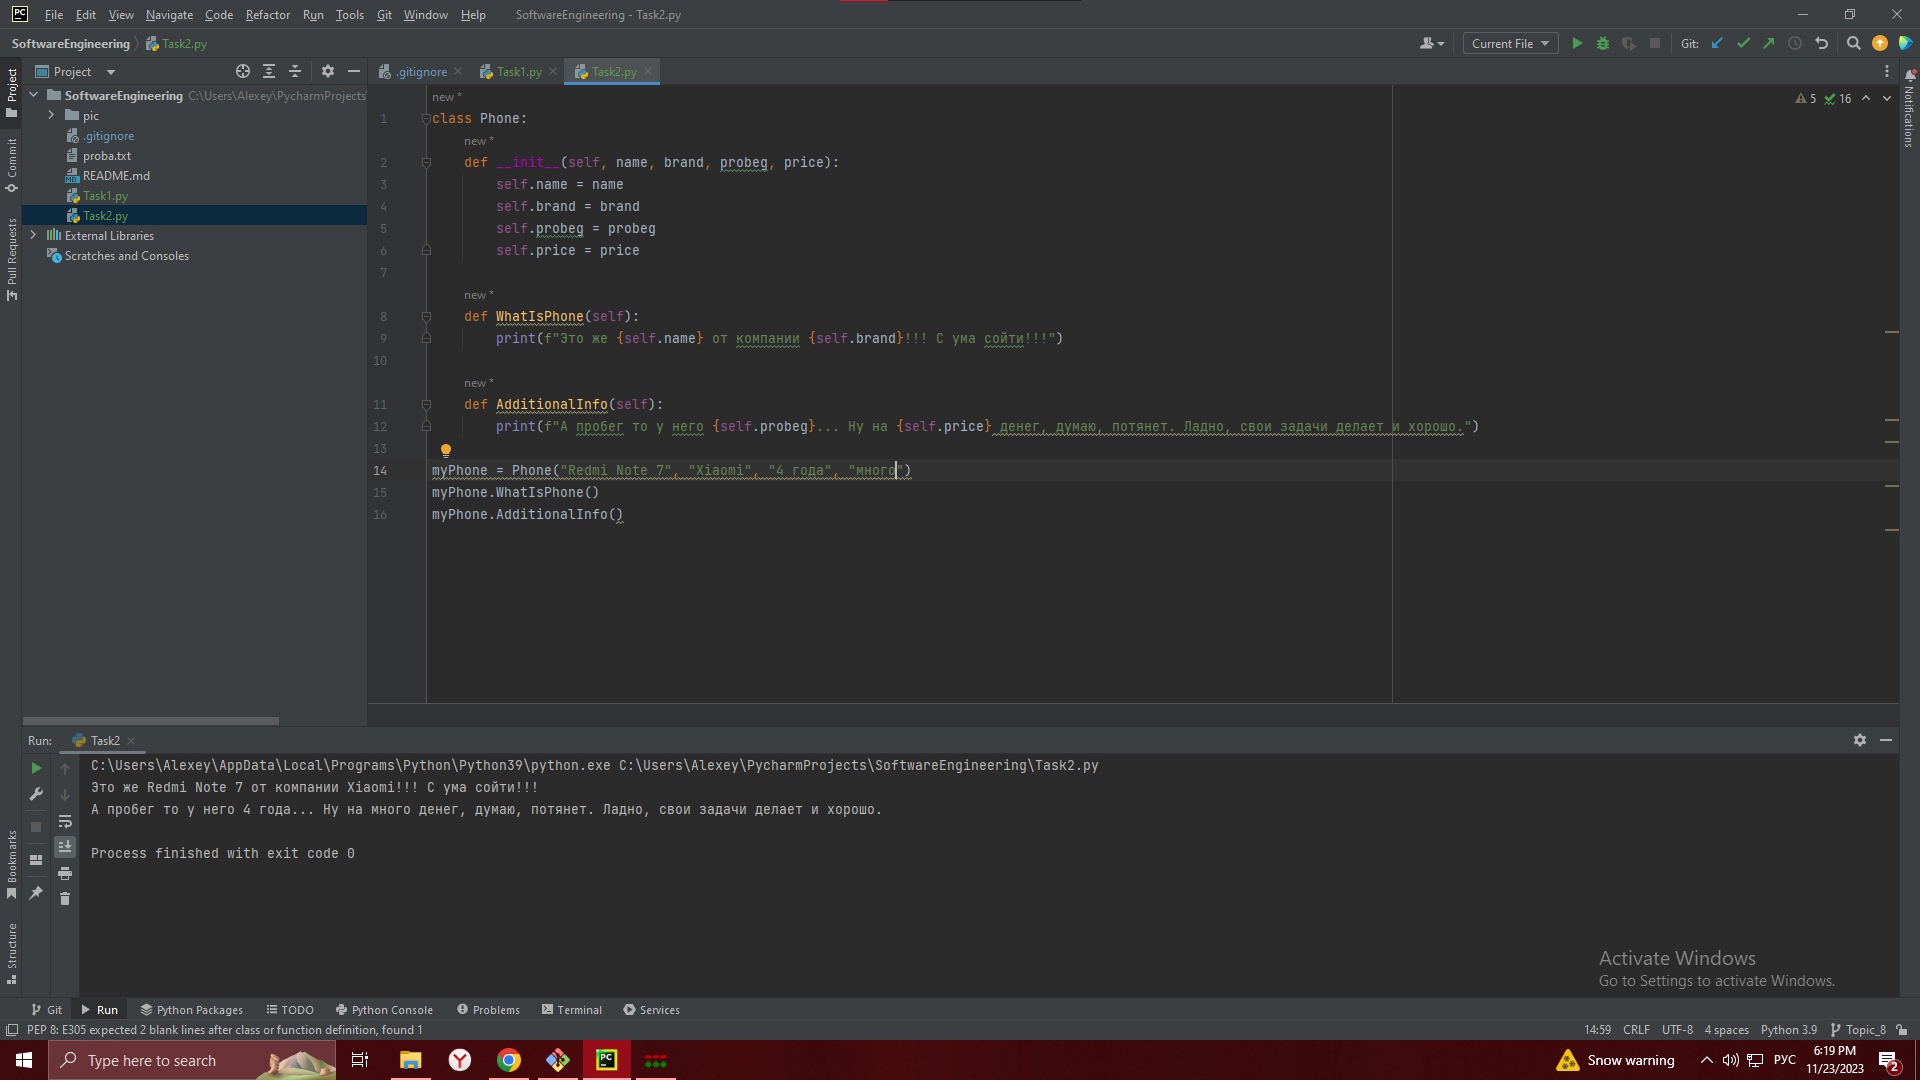 PC File Edit View Navigate Code Refactor Run Tools Git Window Help SoftwareEngineering - Task2.py
SoftwareEngineering Task2.py Current File Git:
Project
.gitignore Task1.py Task2.py
SoftwareEngineering C:\Users\Alexey\PycharmProjects
pic
.gitignore
proba.txt
README.md
Task1.py
Task2.py
External Libraries
Scratches and Consoles
Project
Commit
Pull Requests
Bookmarks
Structure
Notifications
5 16
new *
1 class Phone:
new *
2 def __init__(self, name, brand, probeg, price):
3 self.name = name
4 self.brand = brand
5 self.probeg = probeg
6 self.price = price
7
new *
8 def WhatIsPhone(self):
9 print(f"Это же {self.name} от компании {self.brand}!!! С ума сойти!!!")
10
new *
11 def AdditionalInfo(self):
12 print(f"А пробег то у него {self.probeg}... Ну на {self.price} денег, думаю, потянет. Ладно, свои задачи делает и хорошо.")
13
14 myPhone = Phone("Redmi Note 7", "Xiaomi", "4 года", "много")
15 myPhone.WhatIsPhone()
16 myPhone.AdditionalInfo()
Run: Task2
C:\Users\Alexey\AppData\Local\Programs\Python\Python39\python.exe C:\Users\Alexey\PycharmProjects\SoftwareEngineering\Task2.py
Это же Redmi Note 7 от компании Xiaomi!!! С ума сойти!!!
А пробег то у него 4 года... Ну на много денег, думаю, потянет. Ладно, свои задачи делает и хорошо.
Process finished with exit code 0
Activate Windows
Go to Settings to activate Windows.
Git Run Python Packages TODO Python Console Problems Terminal Services
PEP 8: E305 expected 2 blank lines after class or function definition, found 1 14:59 CRLF UTF-8 4 spaces Python 3.9 Topic_8
Type here to search PC Snow warning РУС 6:19 PM
11/23/2023 2